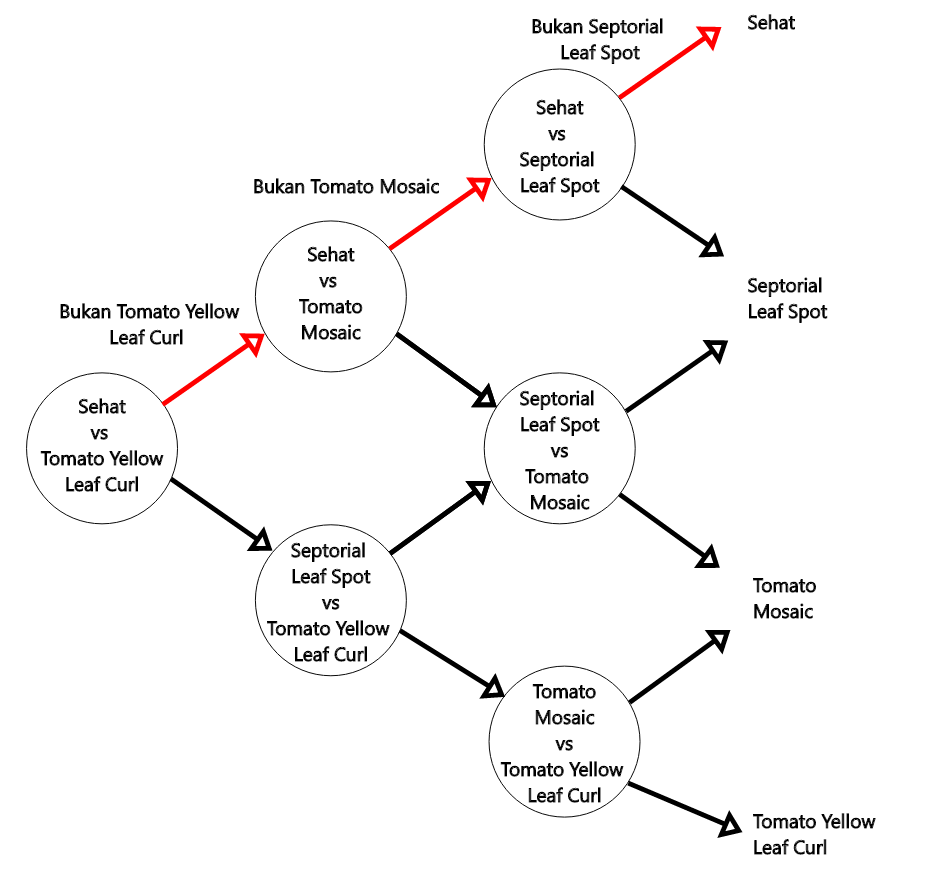 Bukan Septorial
Leaf Spot
Sehat
Sehat
vs
Septorial
Leaf Spot
Bukan Tomato Mosaic
Sehat
vs
Tomato
Mosaic
Septorial
Leaf Spot
Bukan Tomato Yellow
Leaf Curl
Sehat
vs
Tomato Yellow
Leaf Curl
Septorial
Leaf Spot
vs
Tomato
Mosaic
Septorial
Leaf Spot
vs
Tomato Yellow
Leaf Curl
Tomato
Mosaic
Tomato
Mosaic
vs
Tomato Yellow
Leaf Curl
Tomato Yellow
Leaf Curl